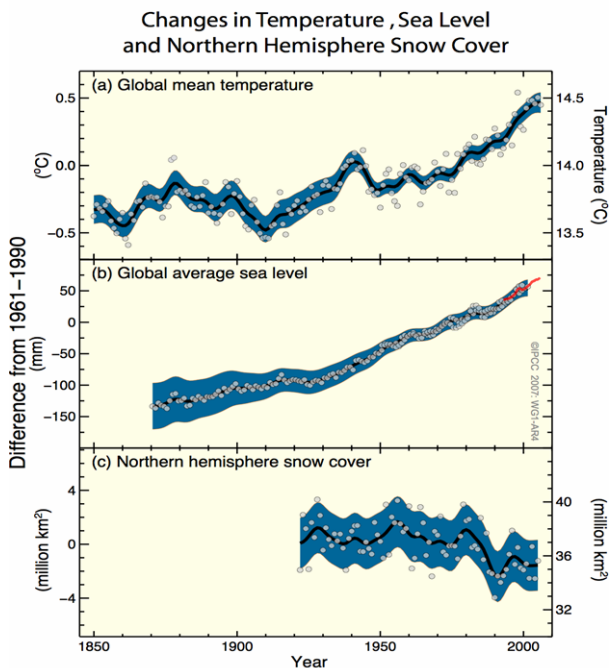 Changes in Temperature , Sea Level
and Northern Hemisphere Snow Cover
(a) Global mean temperature
0.5
0.0
−0.5
(⁰C)
14.5
14.0
13.5
Temperature (⁰C)
(b) Global average sea level
50
0
−50
−100
−150
(mm)
Difference from 1961–1990
©IPCC 2007: WG1-AR4
(c) Northern hemisphere snow cover
4
0
−4
(million km²)
40
36
32
(million km²)
1850 1900 1950 2000
Year